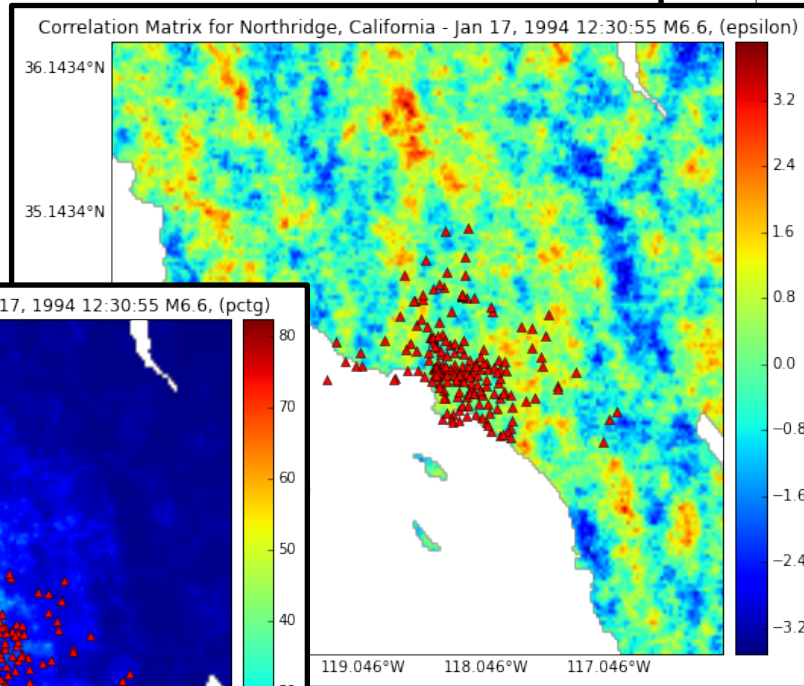 Correlation Matrix for Northridge, California - Jan 17, 1994 12:30:55 M6.6, (epsilon)
36.1434°N
35.1434°N
3.2
2.4
1.6
0.8
0.0
−0.8
−1.6
−2.4
−3.2
119.046°W 118.046°W 117.046°W
17, 1994 12:30:55 M6.6, (pctg)
80
70
60
50
40